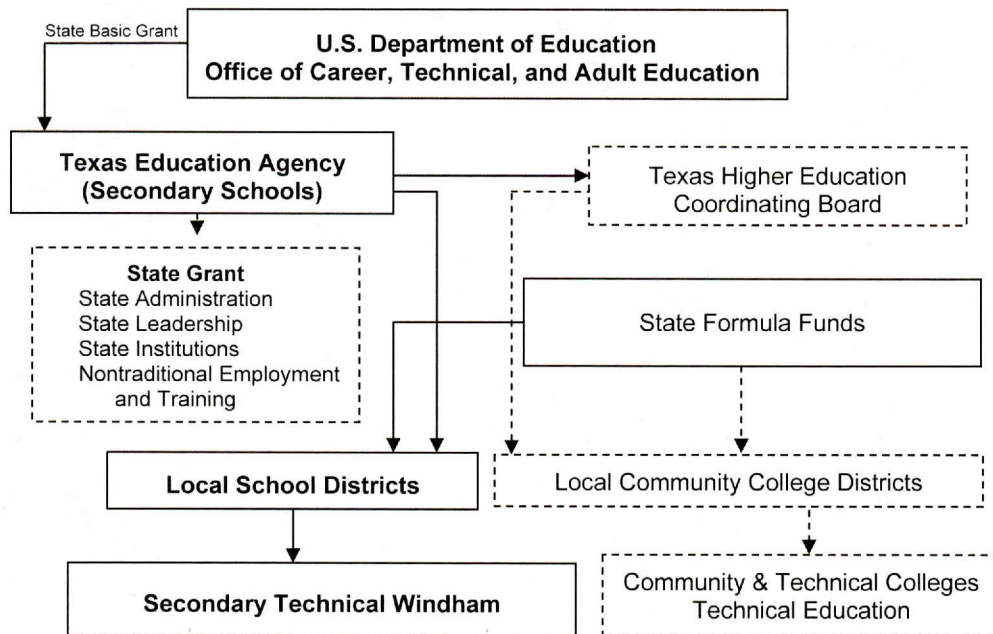 State Basic Grant
U.S. Department of Education
Office of Career, Technical, and Adult Education
Texas Education Agency
(Secondary Schools)
Texas Higher Education
Coordinating Board
State Grant
State Administration
State Leadership
State Institutions
Nontraditional Employment
and Training
State Formula Funds
Local School Districts
Local Community College Districts
Secondary Technical Windham
Community & Technical Colleges
Technical Education